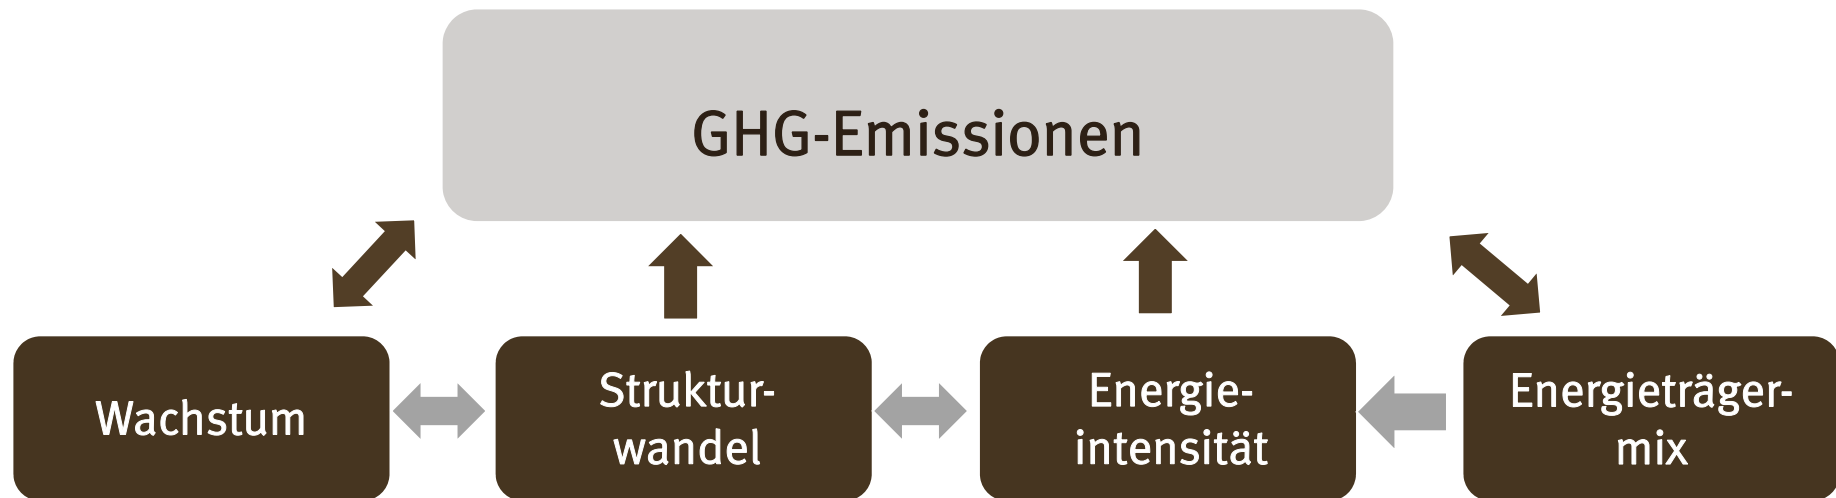 GHG-Emissionen
Wachstum
Struktur-
wandel
Energie-
intensität
Energieträger-
mix